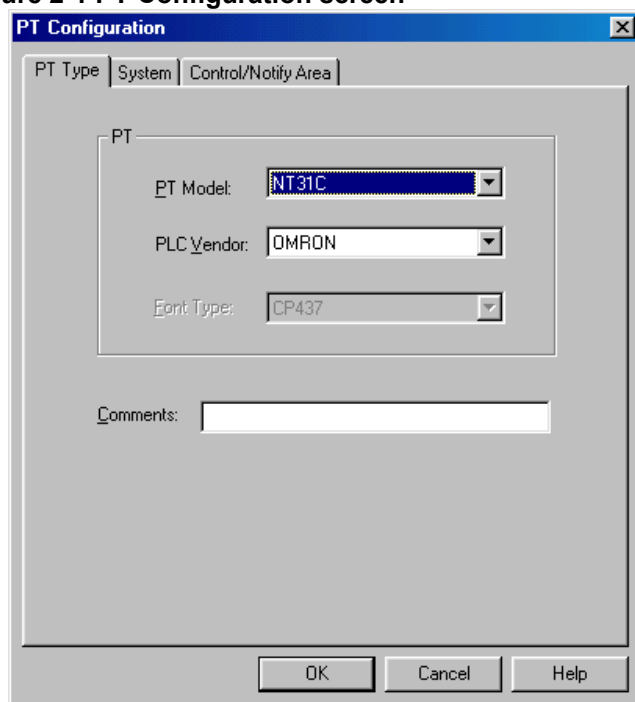 PT Configuration
PT Type System Control/Notify Area
PT
PT Model: NT31C
PLC Vendor: OMRON
Font Type: CP437
Comments:
OK Cancel Help